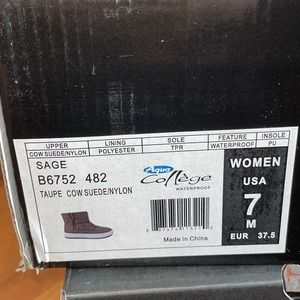 UPPER LINING SOLE FEATURE INSOLE
COW SUEDE/NYLON POLYESTER TPR WATERPROOF PU
SAGE
B6752 482
TAUPE COW SUEDE/NYLON
Aqua
College
WATERPROOF
Made In China
WOMEN
USA
7
M
EUR 37.5